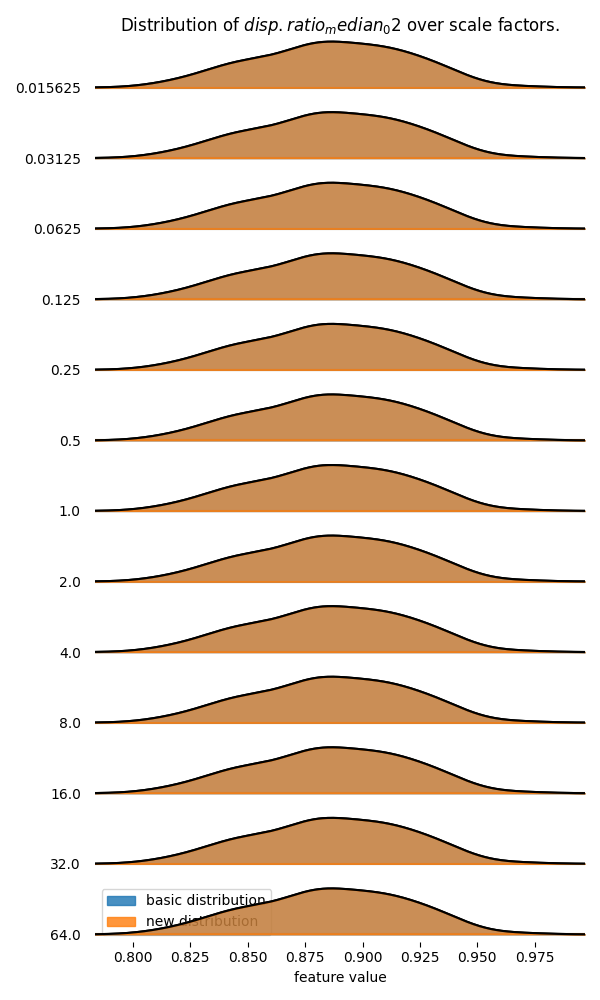 Distribution of disp.ratio_median_02 over scale factors.
0.015625
0.03125
0.0625
0.125
0.25
0.5
1.0
2.0
4.0
8.0
16.0
32.0
basic distribution
new distribution
64.0
0.800 0.825 0.850 0.875 0.900 0.925 0.950 0.975
feature value